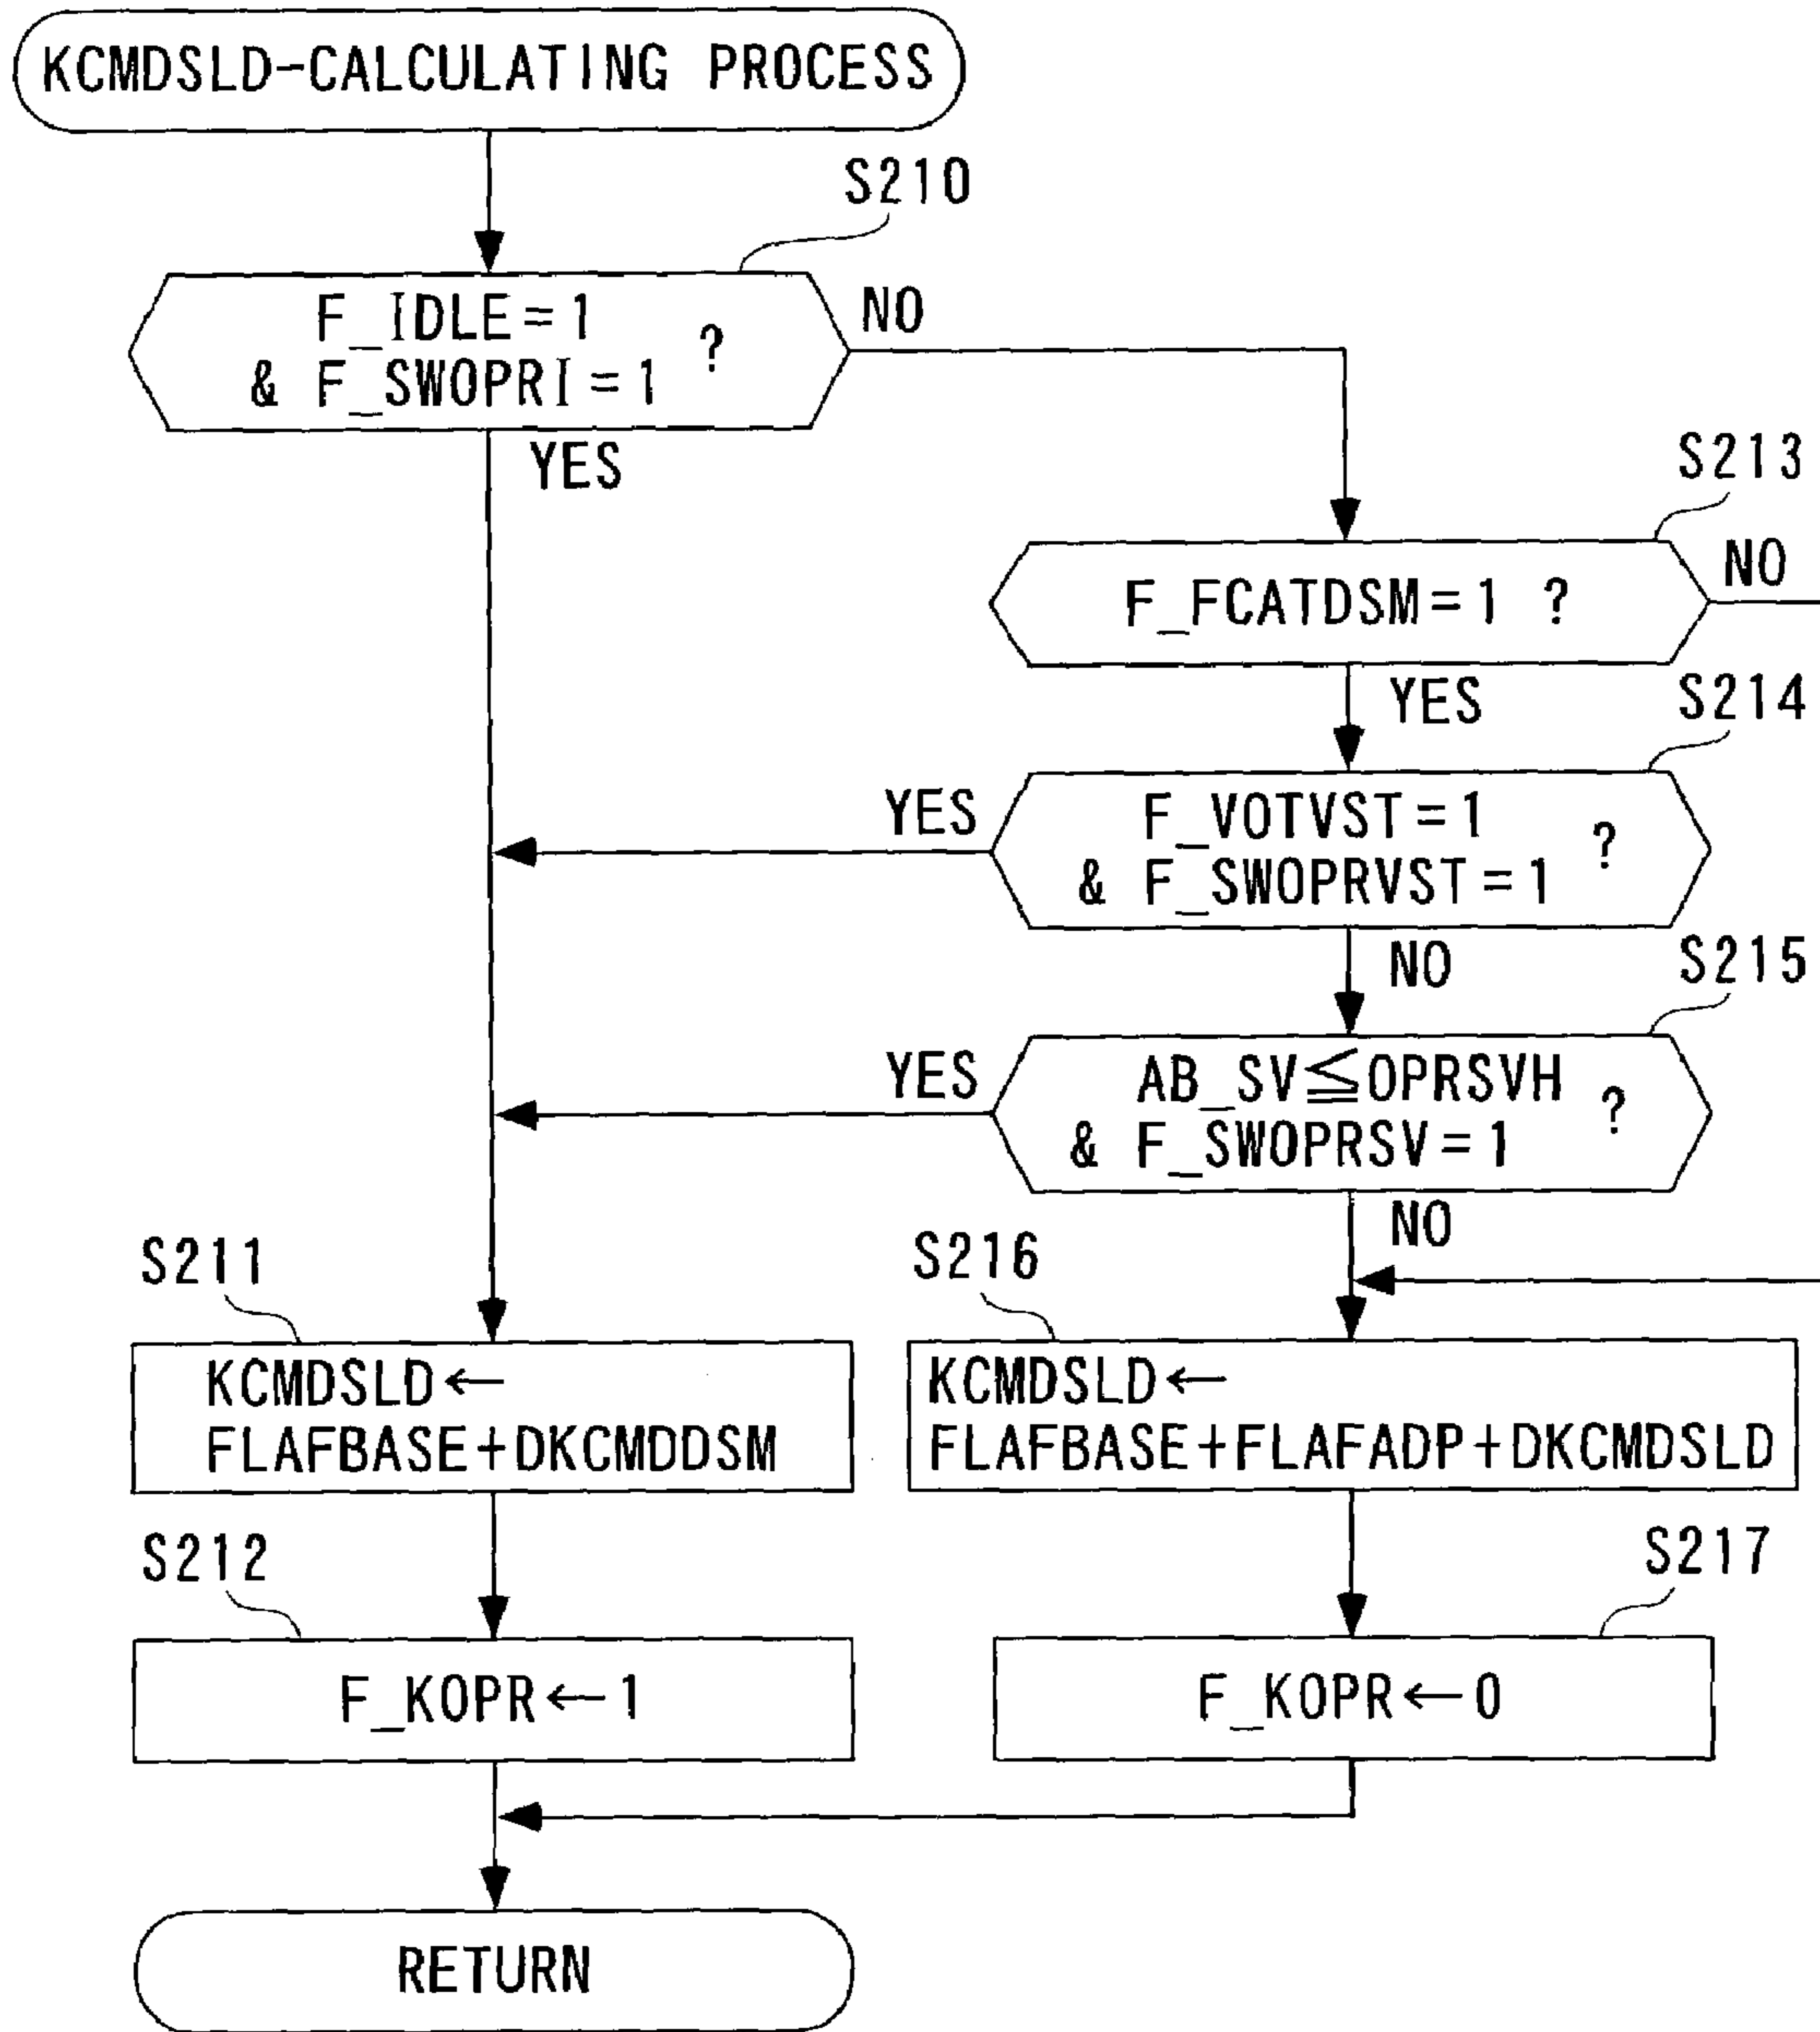 KCMDSLD-CALCULATING PROCESS
S210
F_IDLE=1
& F_SWOPRI=1 ?
NO
YES
S213
F_FCATDSM=1 ?
NO
YES
S214
F_VOTVST=1
& F_SWOPRVST=1 ?
YES
NO
S215
AB_SV≦OPRSVH
& F_SWOPRSV=1 ?
YES
NO
S211
KCMDSLD←
FLAFBASE+DKCMDDSM
S216
KCMDSLD←
FLAFBASE+FLAFADP+DKCMDSLD
S212
F_KOPR←1
S217
F_KOPR←0
RETURN